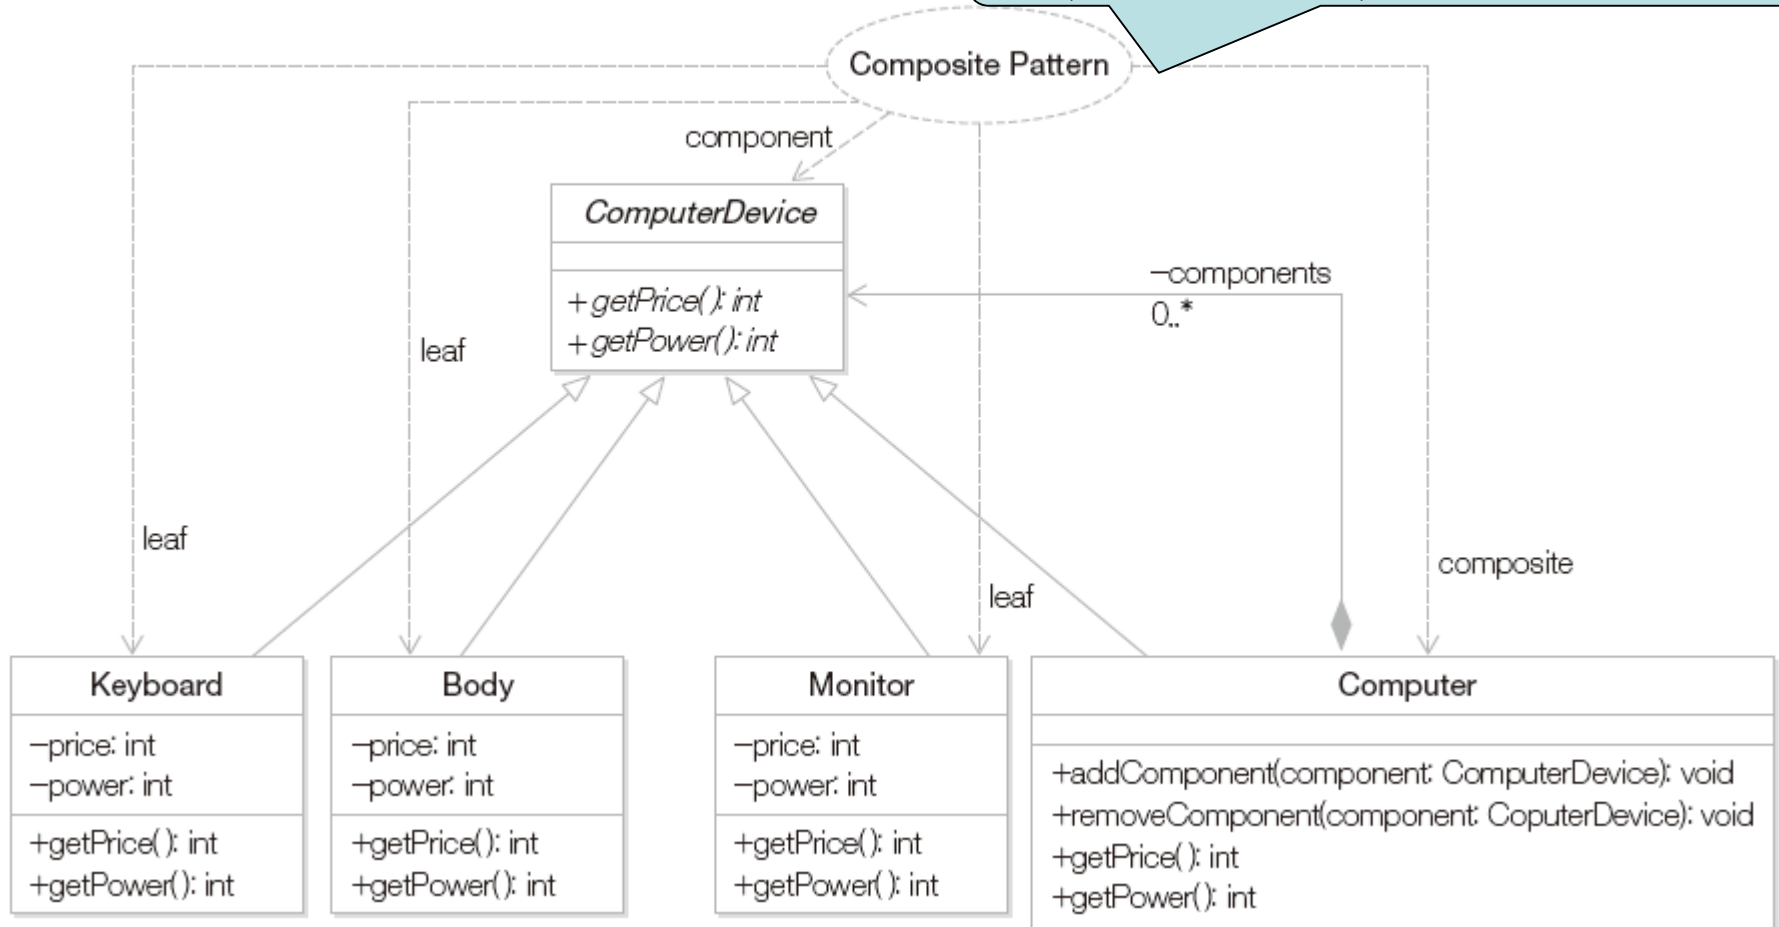 Composite Pattern
component
ComputerDevice
+getPrice(): int
+getPower(): int
–components
0..*
leaf
leaf
leaf
composite
Keyboard
–price: int
–power: int
+getPrice(): int
+getPower(): int
Body
–price: int
–power: int
+getPrice(): int
+getPower(): int
Monitor
–price: int
–power: int
+getPrice(): int
+getPower(): int
Computer
+addComponent(component: ComputerDevice): void
+removeComponent(component: CoputerDevice): void
+getPrice(): int
+getPower(): int